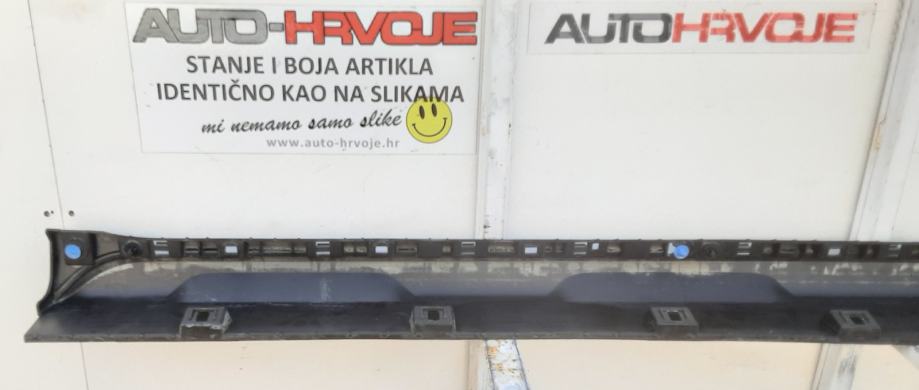 AUTO-HRVOJE
STANJE I BOJA ARTIKLA
IDENTIČNO KAO NA SLIKAMA
mi nemamo samo slike
www.auto-hrvoje.hr
AUTOHRVOJE